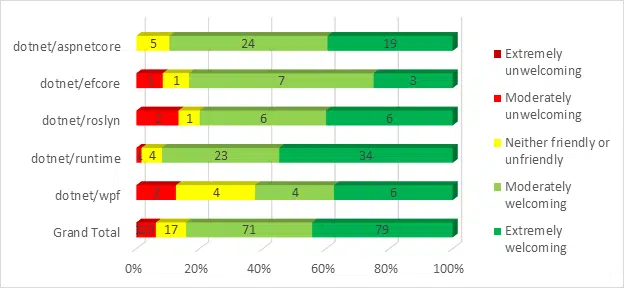 dotnet/aspnetcore 5 24 19
dotnet/efcore 1 7 3
dotnet/roslyn 1 6 6
dotnet/runtime 4 23 34
dotnet/wpf 4 4 6
Grand Total 17 71 79
0% 20% 40% 60% 80% 100%
Extremely
unwelcoming
Moderately
unwelcoming
Neither friendly or
unfriendly
Moderately
welcoming
Extremely
welcoming